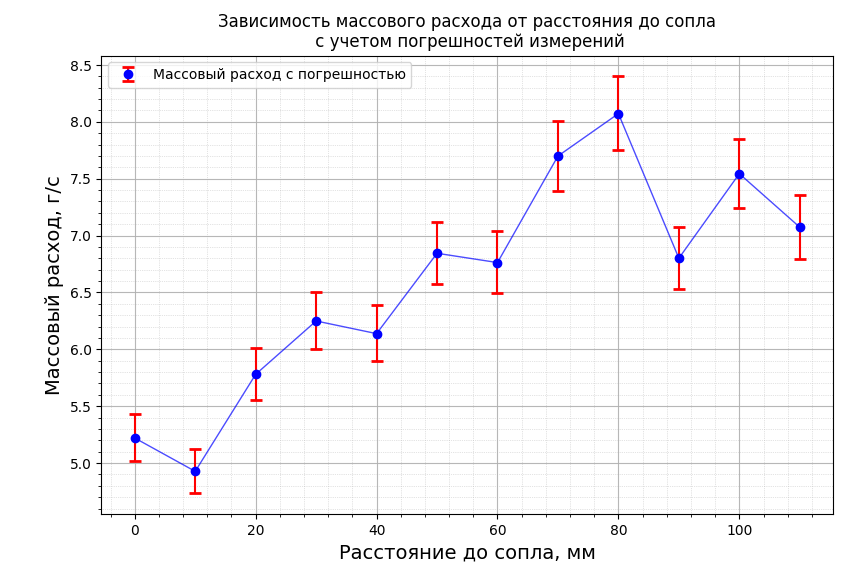 Зависимость массового расхода от расстояния до сопла
с учетом погрешностей измерений
Массовый расход с погрешностью
8.5
8.0
7.5
7.0
6.5
6.0
5.5
5.0
Массовый расход, г/с
0 20 40 60 80 100
Расстояние до сопла, мм